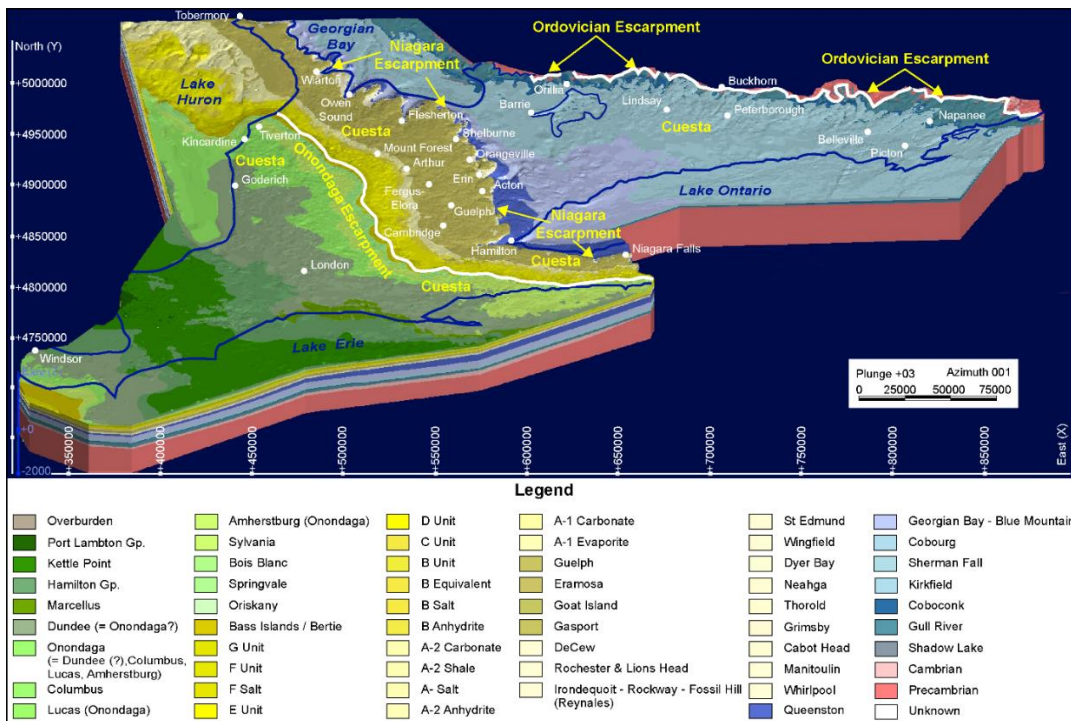 Tobermory
Georgian
Bay
Ordovician Escarpment
Ordovician Escarpment
North (Y)
Niagara
Escarpment
+5000000
Wiarton
Orillia
Buckhorn
Lake
Huron
Owen
Sound
Barrie
Lindsay
Peterborough
Napanee
Flesherton
Cuesta
Shelburne
Cuesta
+4950000
Tiverton
Kincardine
Mount Forest
Orangeville
Belleville
Picton
Cuesta
Arthur
Erin
Acton
Goderich
+4900000
Fergus-
Elora
Lake Ontario
Onondaga Escarpment
Guelph
Niagara
Escarpment
+4850000
Cambridge
Hamilton
Niagara Falls
Cuesta
London
Cuesta
+4800000
+4750000
Lake Erie
Windsor
Plunge +03 Azimuth 001
0 25000 50000 75000
+0
-2000
+350000
+400000
+450000
+500000
+550000
+600000
+650000
+700000
+750000
+800000
+850000
East (X)
Legend
Overburden
Port Lambton Gp.
Kettle Point
Hamilton Gp.
Marcellus
Dundee (= Onondaga?)
Onondaga
(= Dundee (?),Columbus,
Lucas, Amherstburg)
Columbus
Lucas (Onondaga)
Amherstburg (Onondaga)
Sylvania
Bois Blanc
Springvale
Oriskany
Bass Islands / Bertie
G Unit
F Unit
F Salt
E Unit
D Unit
C Unit
B Unit
B Equivalent
B Salt
B Anhydrite
A-2 Carbonate
A-2 Shale
A- Salt
A-2 Anhydrite
A-1 Carbonate
A-1 Evaporite
Guelph
Eramosa
Goat Island
Gasport
DeCew
Rochester & Lions Head
Irondequoit - Rockway - Fossil Hill
(Reynales)
St Edmund
Wingfield
Dyer Bay
Neahga
Thorold
Grimsby
Cabot Head
Manitoulin
Whirlpool
Queenston
Georgian Bay - Blue Mountain
Cobourg
Sherman Fall
Kirkfield
Coboconk
Gull River
Shadow Lake
Cambrian
Precambrian
Unknown